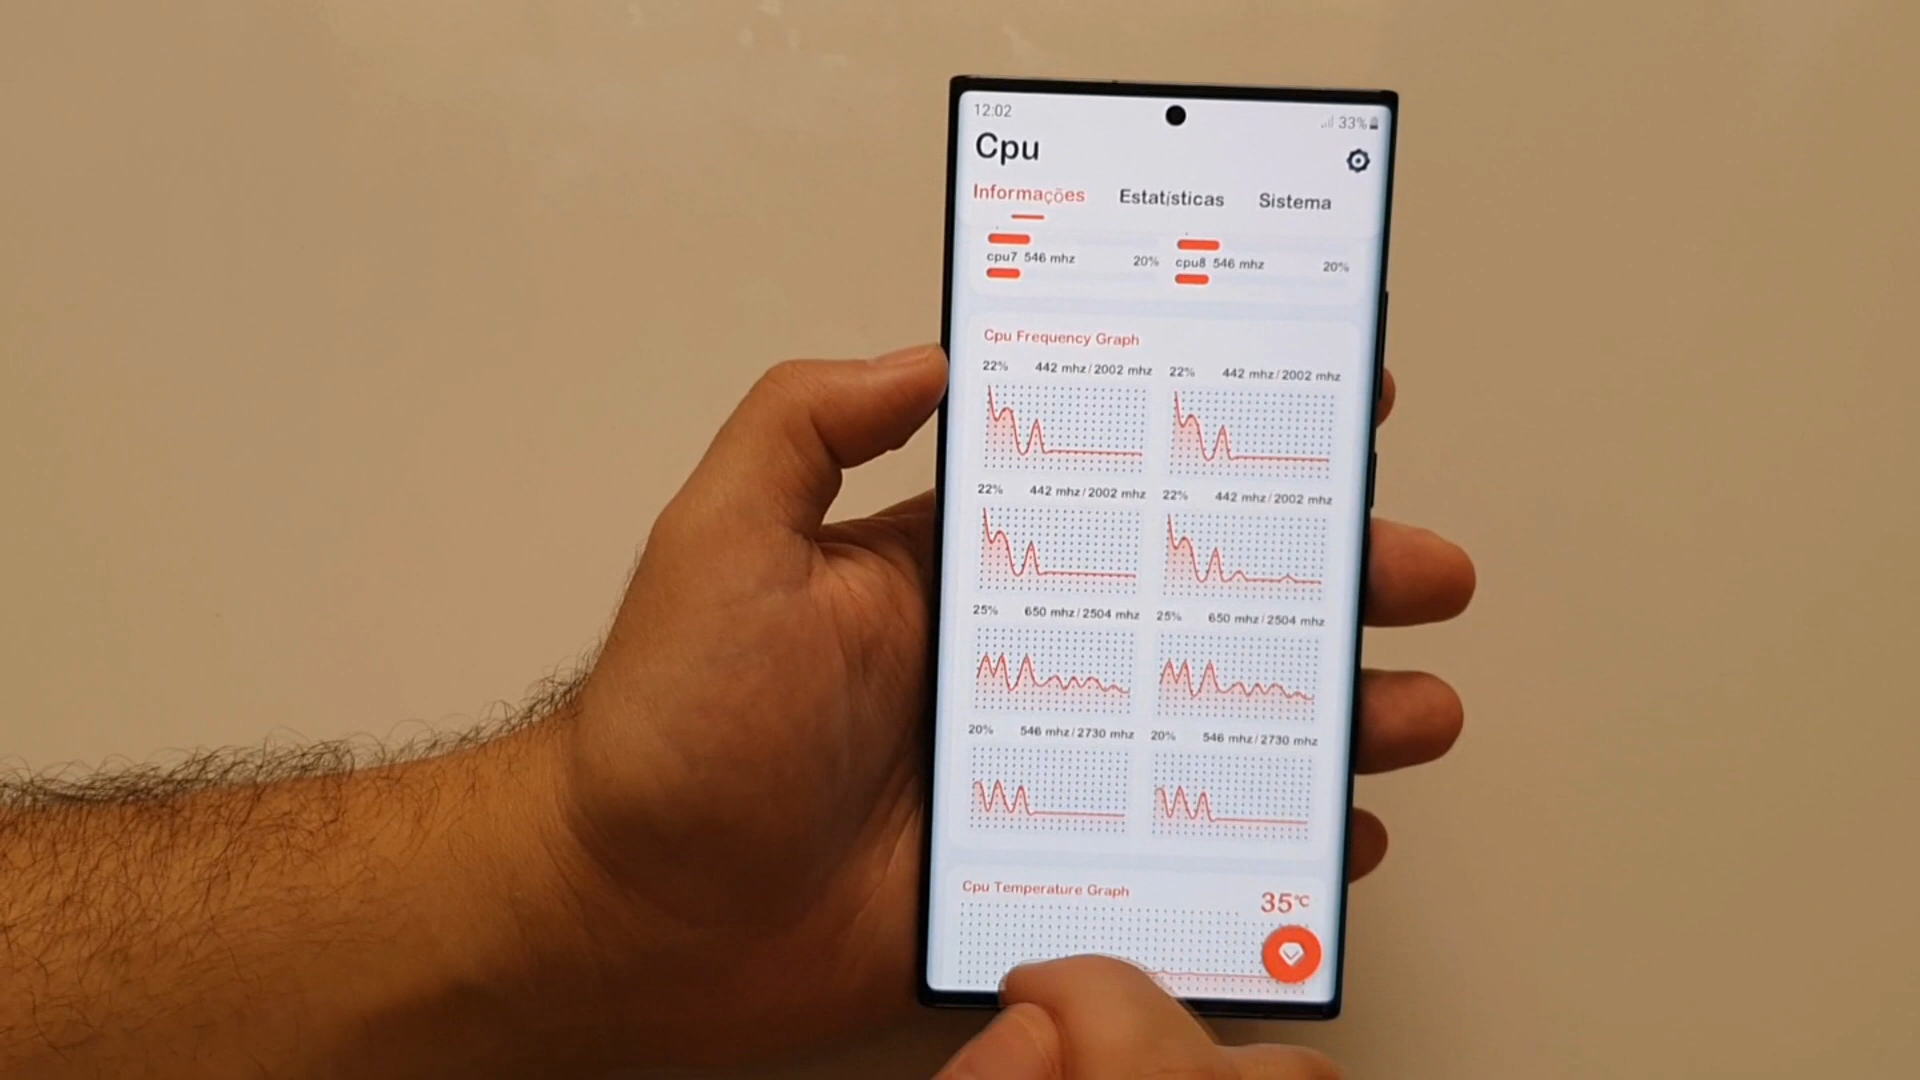 12:02 33%
Cpu
Informações Estatísticas Sistema
cpu7 546 mhz 20% cpu8 546 mhz 20%
Cpu Frequency Graph
22% 442 mhz/2002 mhz 22% 442 mhz/2002 mhz
22% 442 mhz/2002 mhz 22% 442 mhz/2002 mhz
25% 650 mhz/2504 mhz 25% 650 mhz/2504 mhz
20% 546 mhz/2730 mhz 20% 546 mhz/2730 mhz
Cpu Temperature Graph 35°C